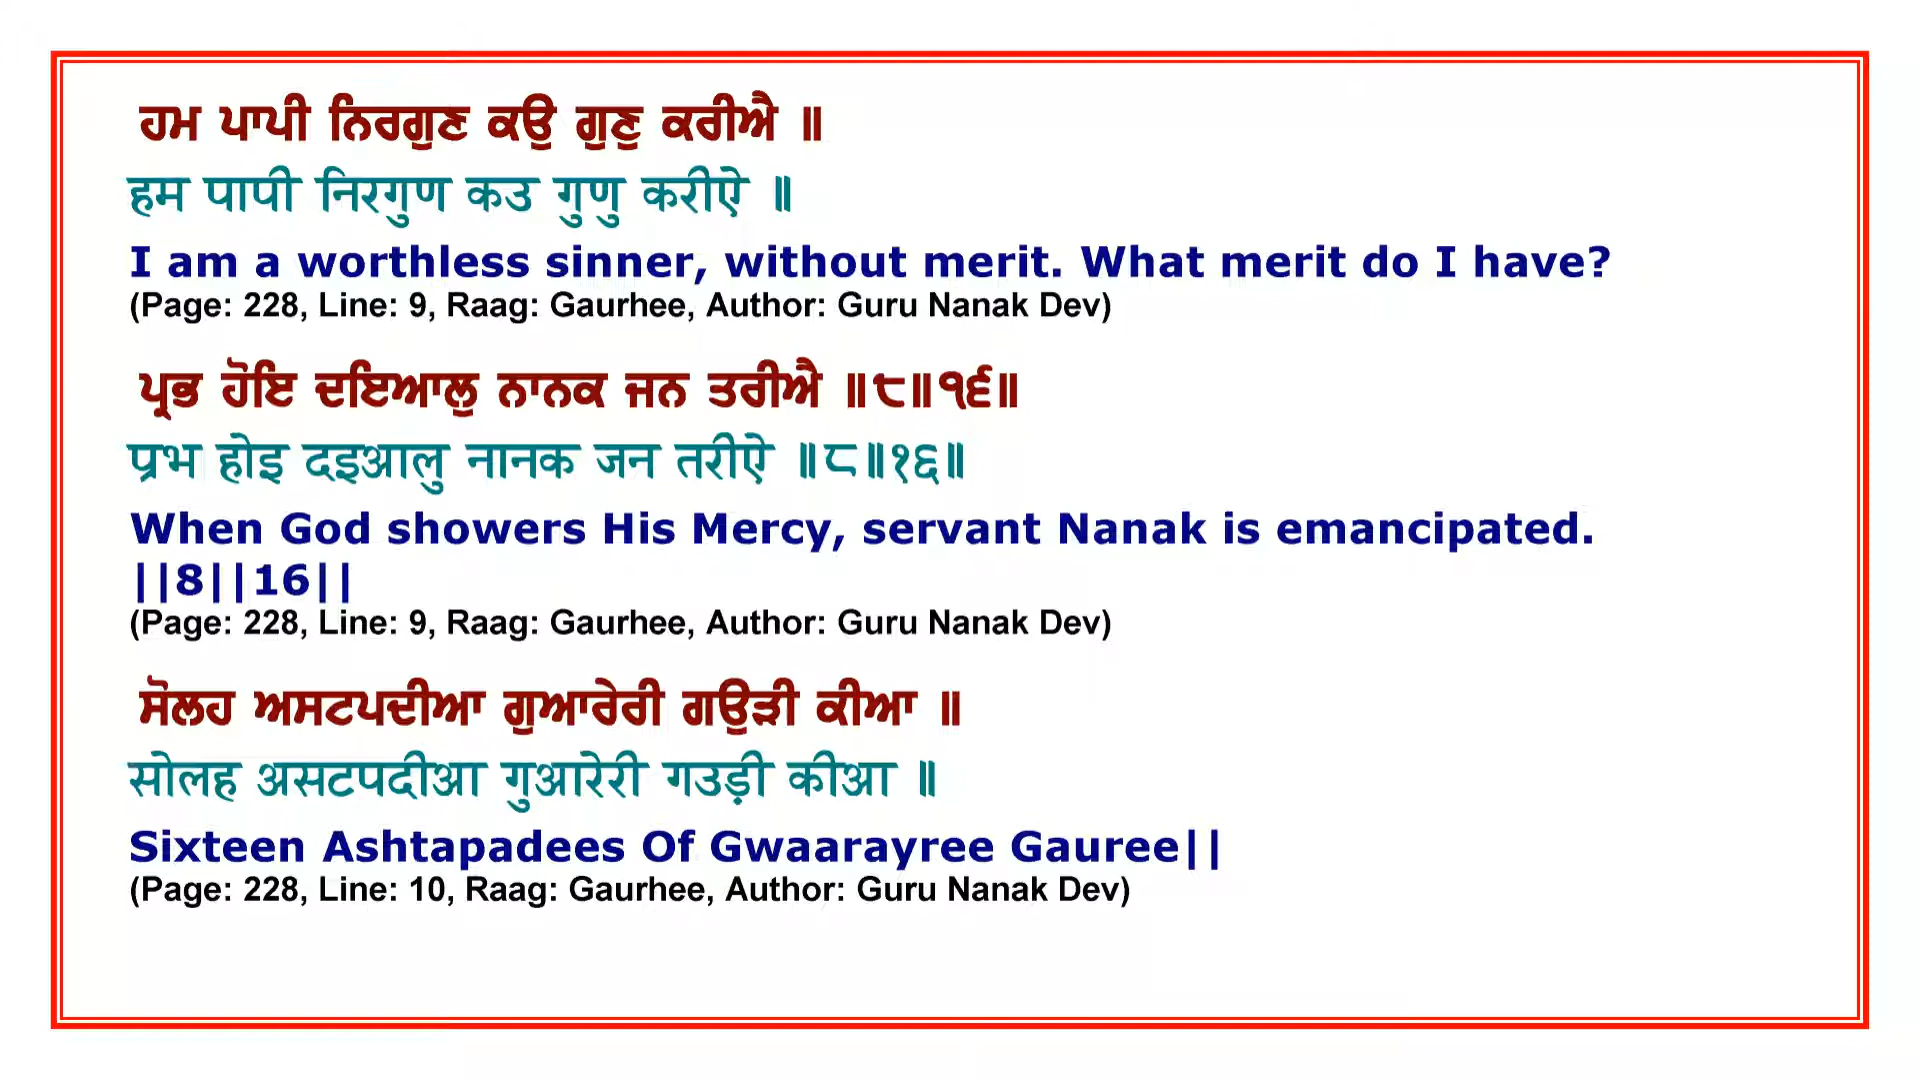 ਹਮ ਪਾਪੀ ਨਿਰਗੁਣ ਕਉ ਗੁਣੁ ਕਰੀਐ ॥
हम पापी निरगुण कउ गुणु करीऐ ॥
I am a worthless sinner, without merit. What merit do I have?
(Page: 228, Line: 9, Raag: Gaurhee, Author: Guru Nanak Dev)
ਪ੍ਰਭ ਹੋਇ ਦਇਆਲੁ ਨਾਨਕ ਜਨ ਤਰੀਐ ॥੮॥੧੬॥
प्रभ होइ दइआलु नानक जन तरीऐ ॥८॥१६॥
When God showers His Mercy, servant Nanak is emancipated.
||8||16||
(Page: 228, Line: 9, Raag: Gaurhee, Author: Guru Nanak Dev)
ਸੋਲਹ ਅਸਟਪਦੀਆ ਗੁਆਰੇਰੀ ਗਉੜੀ ਕੀਆ ॥
सोलह असटपदीआ गुआरेरी गउड़ी कीआ ॥
Sixteen Ashtapadees Of Gwaarayree Gauree||
(Page: 228, Line: 10, Raag: Gaurhee, Author: Guru Nanak Dev)